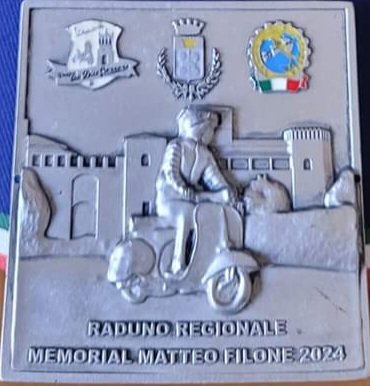 RADUNO REGIONALE
MEMORIAL MATTEO FILONE 2024